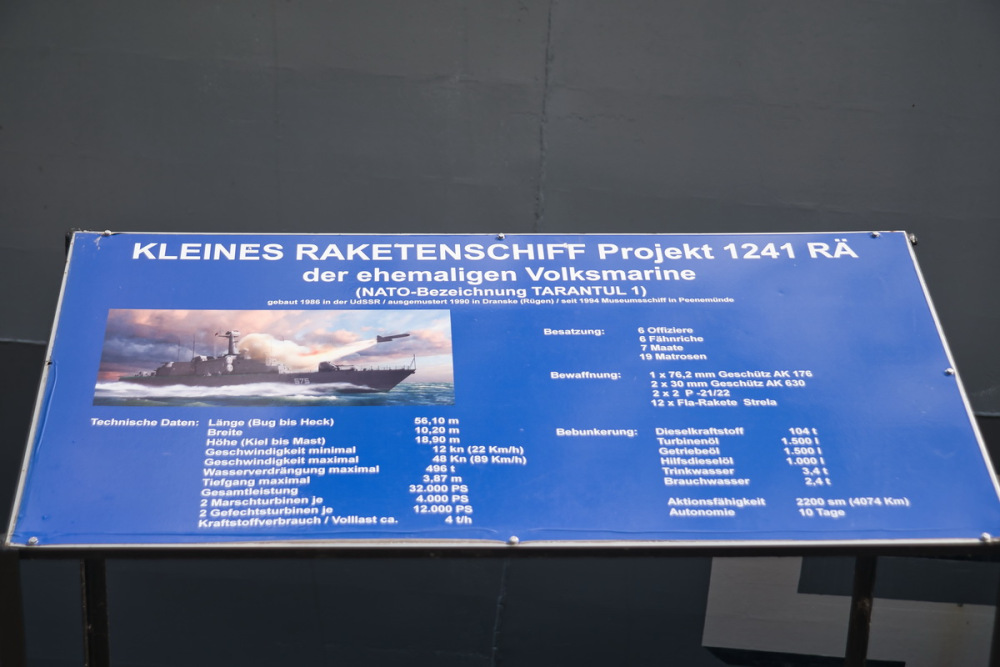 KLEINES RAKETENSCHIFF Projekt 1241 RÄ
der ehemaligen Volksmarine
(NATO-Bezeichnung TARANTUL 1)
gebaut 1986 in der UdSSR / ausgemustert 1990 in Dranske (Rügen) / seit 1994 Museumsschiff in Peenemünde
575
Technische Daten: Länge (Bug bis Heck) 56,10 m
Breite 10,20 m
Höhe (Kiel bis Mast) 18,90 m
Geschwindigkeit minimal 12 kn (22 Km/h)
Geschwindigkeit maximal 48 Kn (89 Km/h)
Wasserverdrängung maximal 496 t
Tiefgang maximal 3,87 m
Gesamtleistung 32.000 PS
2 Marschturbinen je 4.000 PS
2 Gefechtsturbinen je 12.000 PS
Kraftstoffverbrauch / Volllast ca. 4 t/h
Besatzung: 6 Offiziere
6 Fähnriche
7 Maate
19 Matrosen
Bewaffnung: 1 x 76,2 mm Geschütz AK 176
2 x 30 mm Geschütz AK 630
2 x 2 P -21/22
12 x Fla-Rakete Strela
Bebunkerung: Dieselkraftstoff 104 t
Turbinenöl 1.500 l
Getriebeöl 1.500 l
Hilfsdieselöl 1.000 l
Trinkwasser 3,4 t
Brauchwasser 2,4 t
Aktionsfähigkeit 2200 sm (4074 Km)
Autonomie 10 Tage